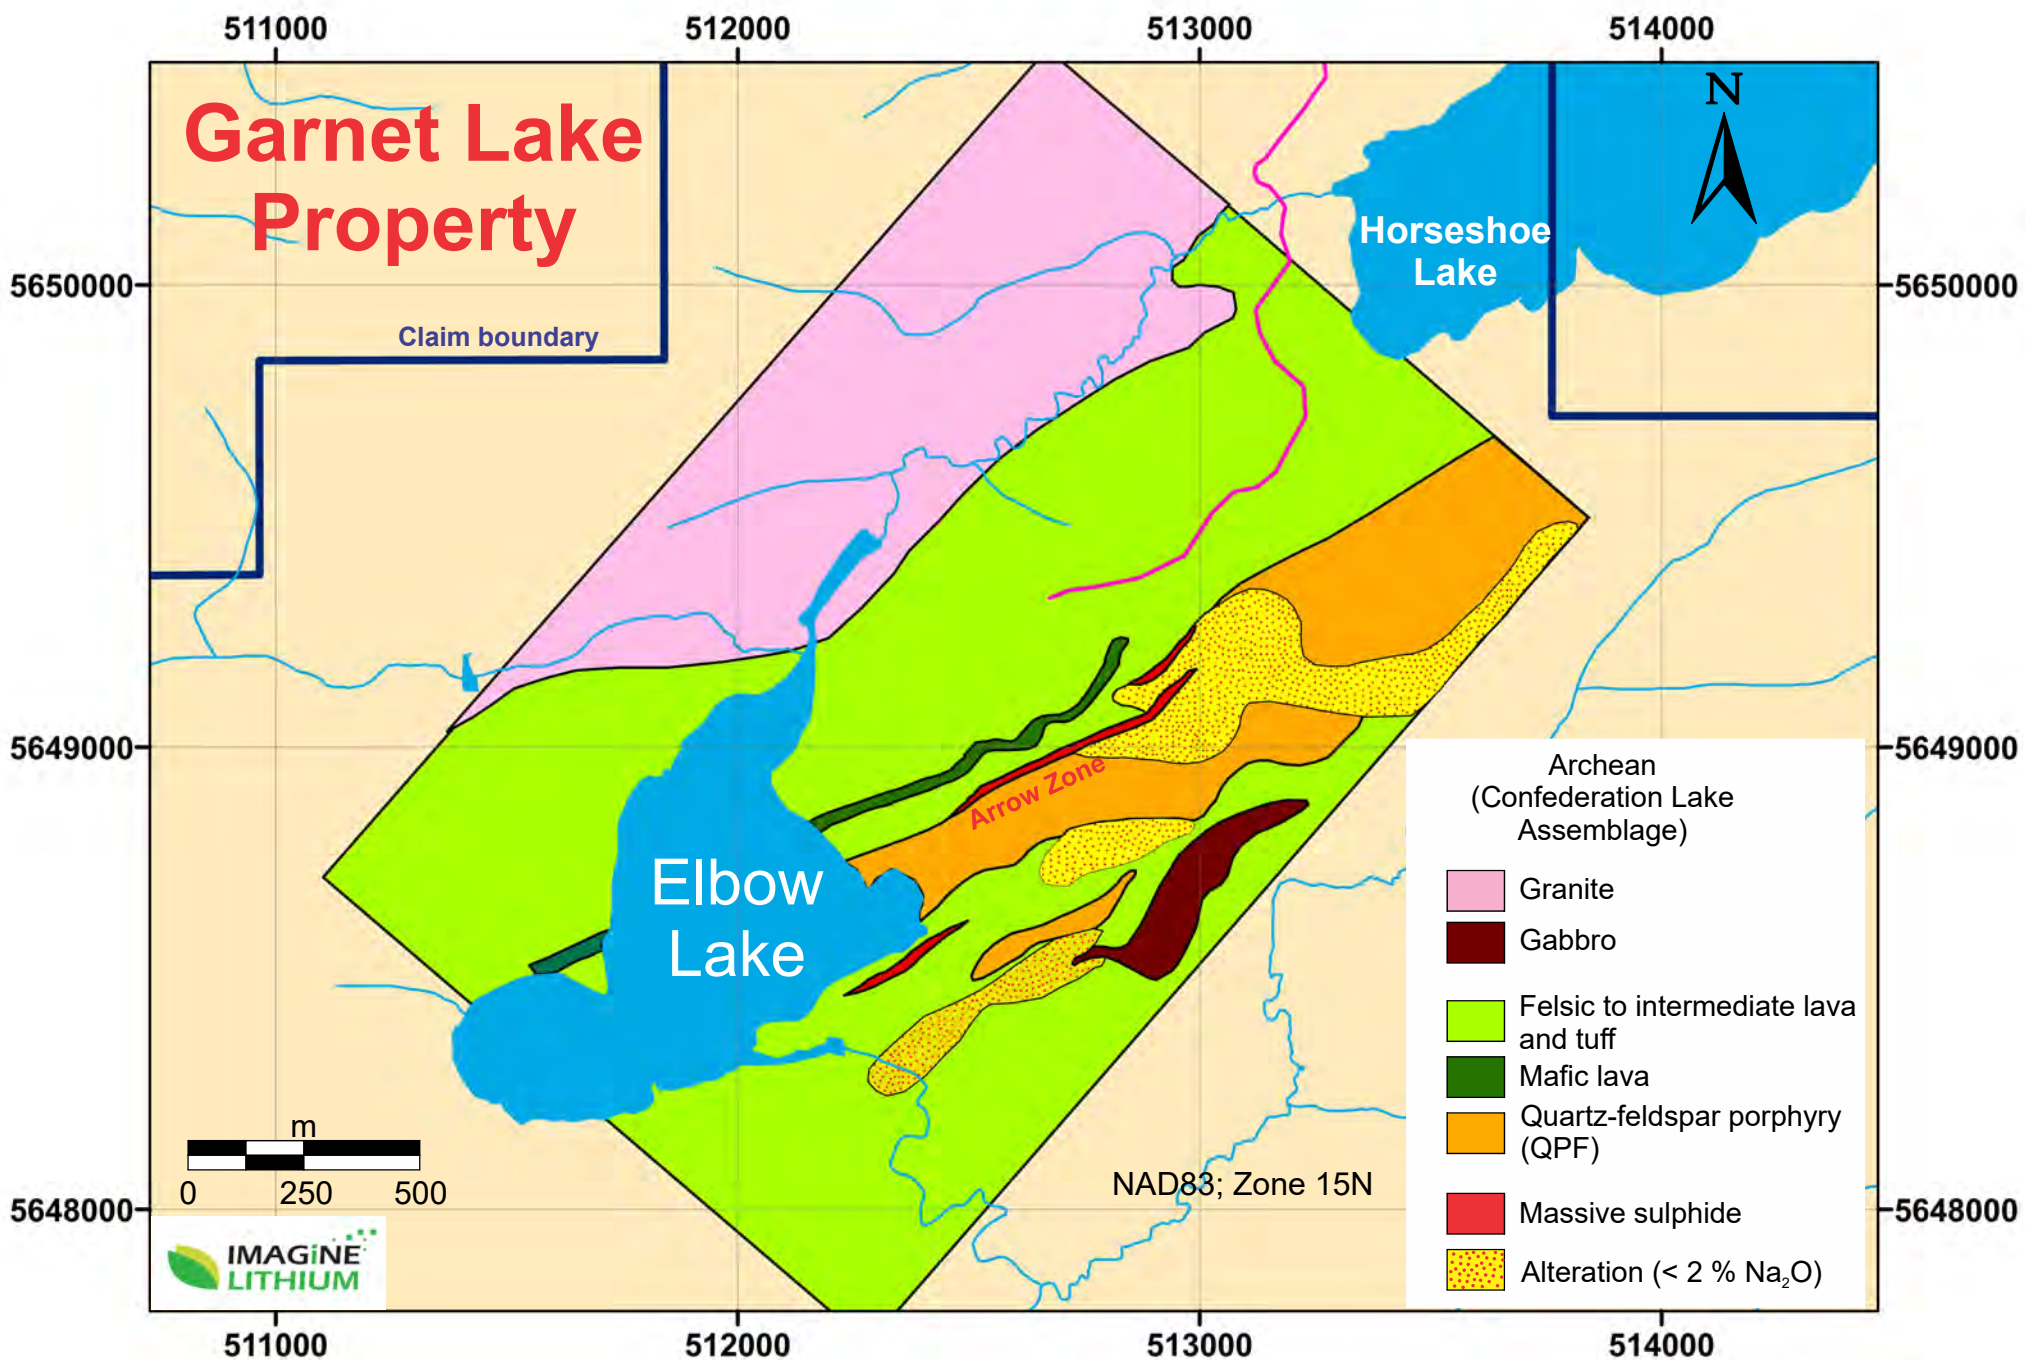 511000 512000 513000 514000
Garnet Lake
Property
N
Horseshoe
Lake
5650000 5650000
Claim boundary
5649000 5649000
Arrow Zone
Elbow
Lake
Archean
(Confederation Lake
Assemblage)
Granite
Gabbro
Felsic to intermediate lava
and tuff
Mafic lava
Quartz-feldspar porphyry
(QPF)
Massive sulphide
Alteration (< 2 % Na₂O)
m
0 250 500
NAD83; Zone 15N
5648000 5648000
IMAGiNE
LITHIUM
511000 512000 513000 514000